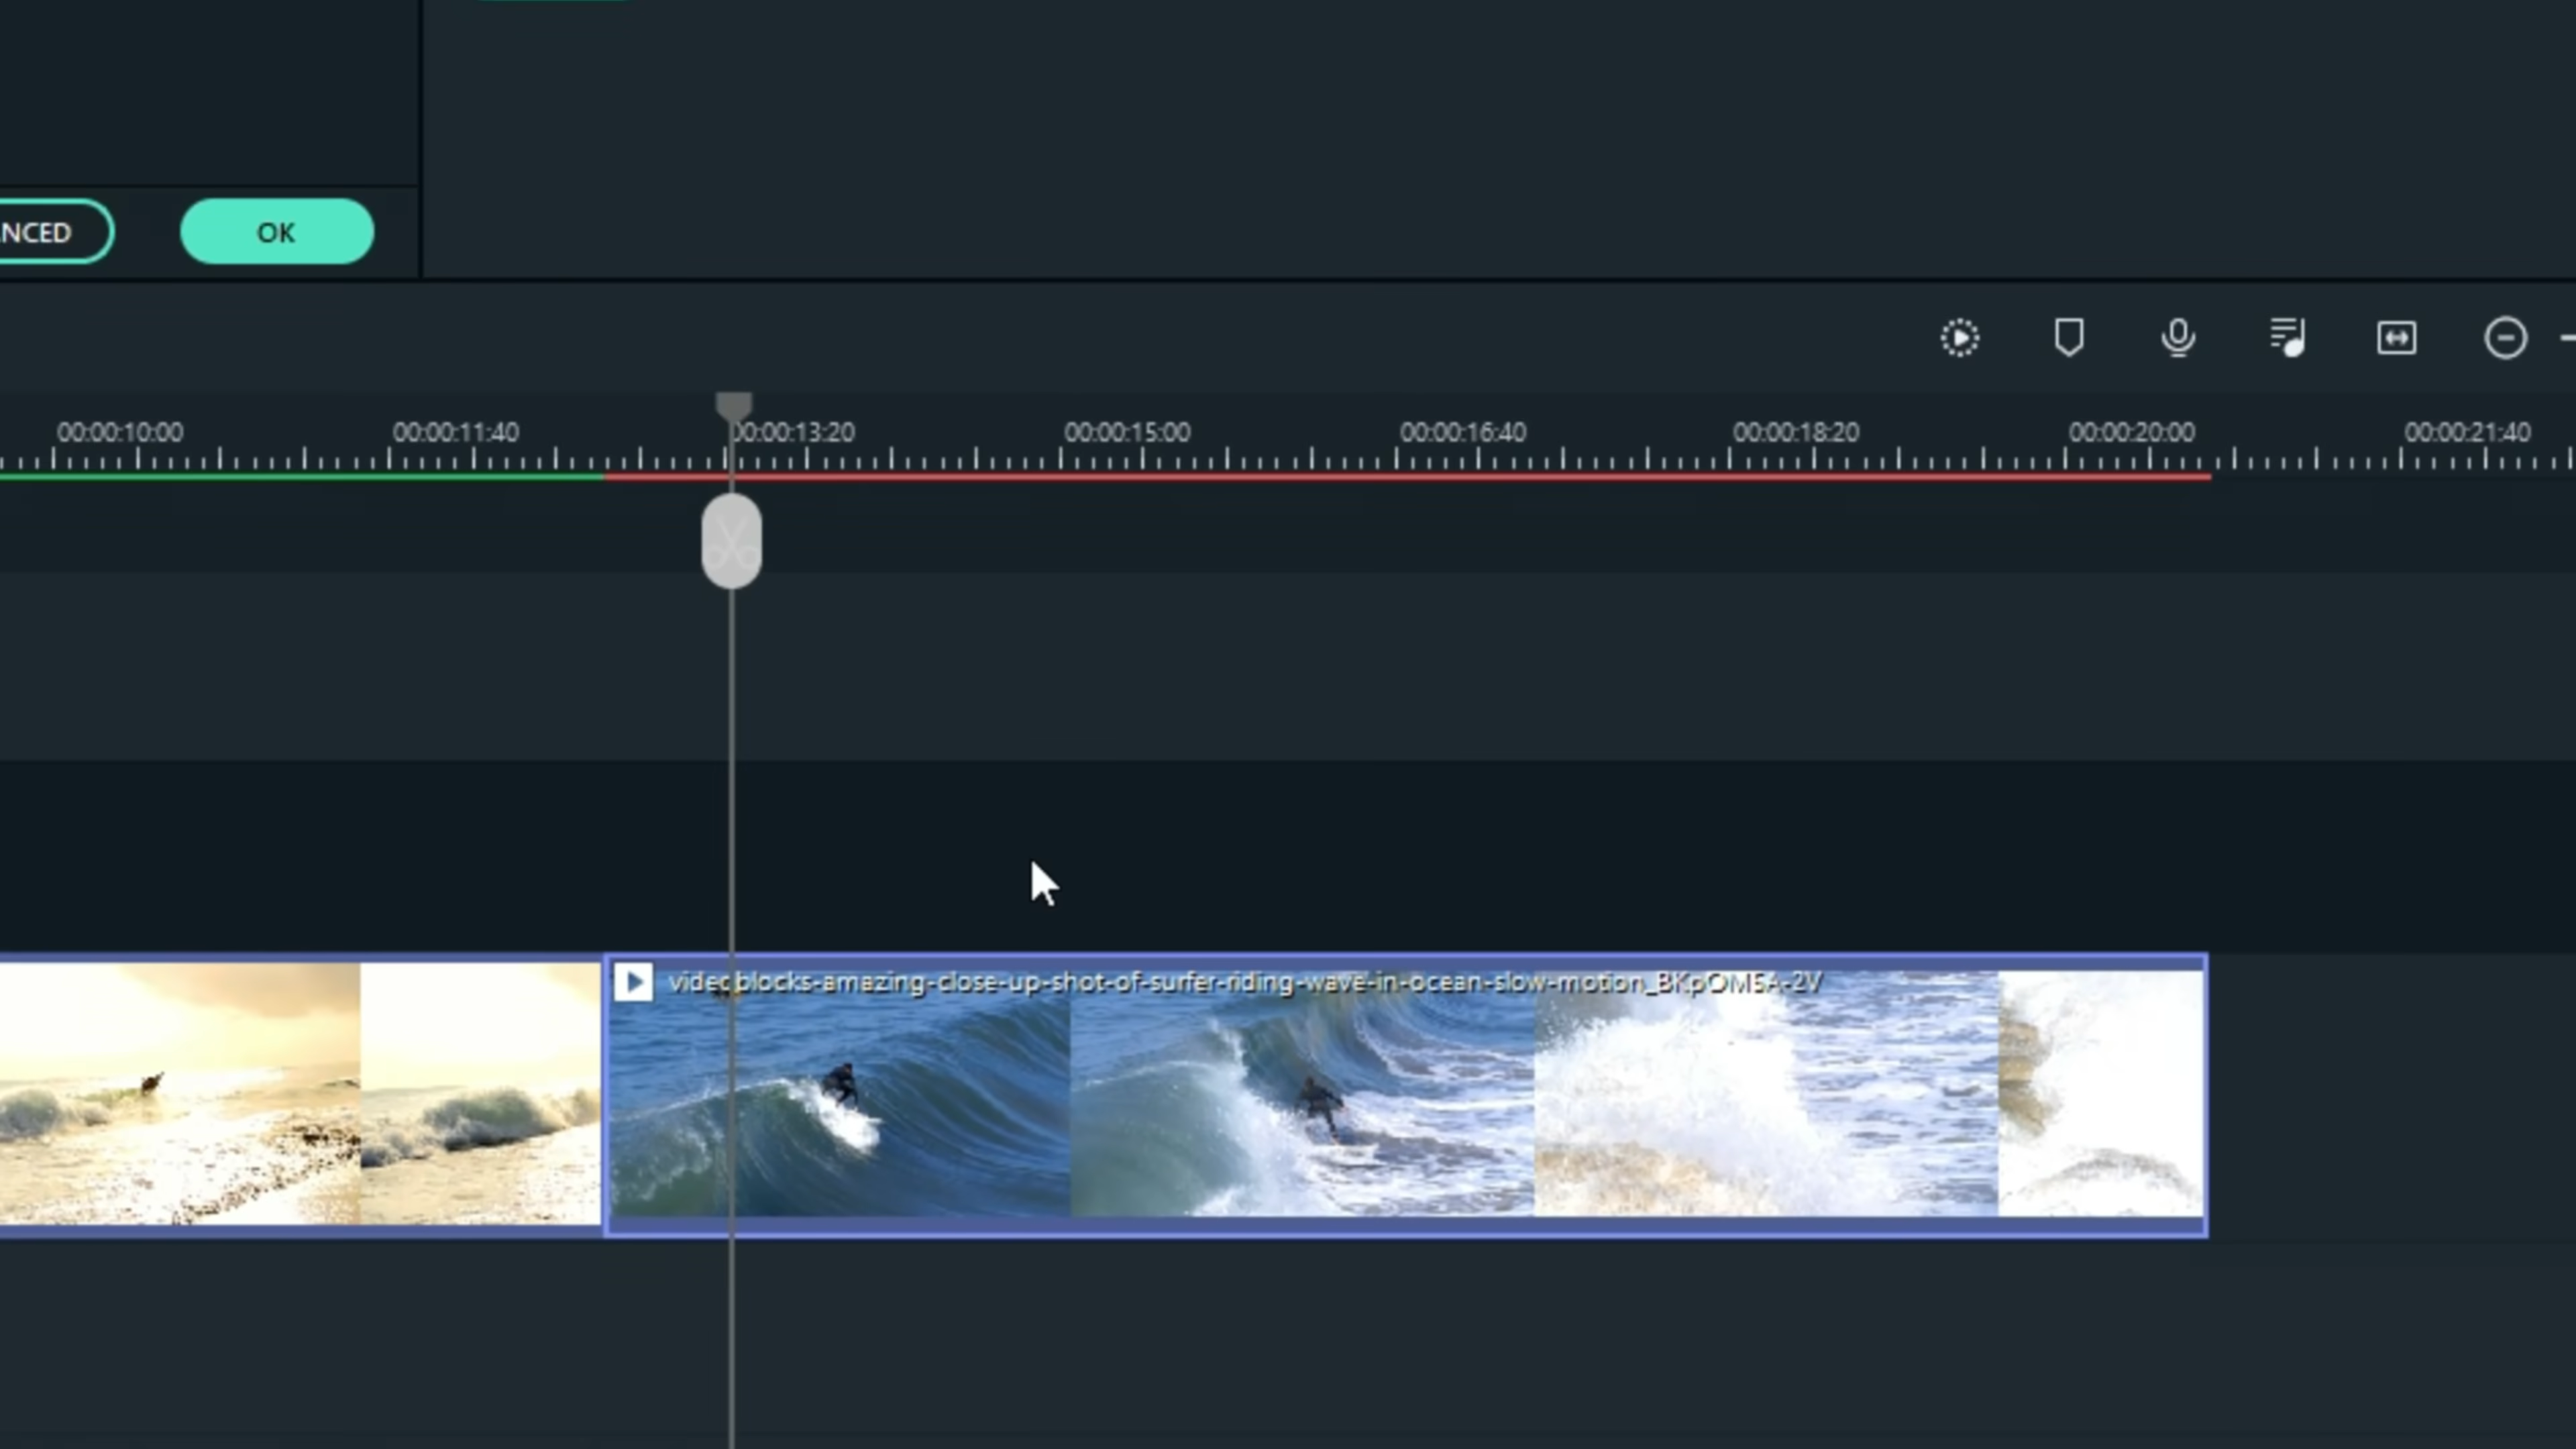 NCED
OK
00:00:10:00
00:00:11:40
00:00:13:20
00:00:15:00
00:00:16:40
00:00:18:20
00:00:20:00
00:00:21:40
videoblocks-amazing-close-up-shot-of-surfer-riding-wave-in-ocean-slow-motion_BKpOM5A-2V